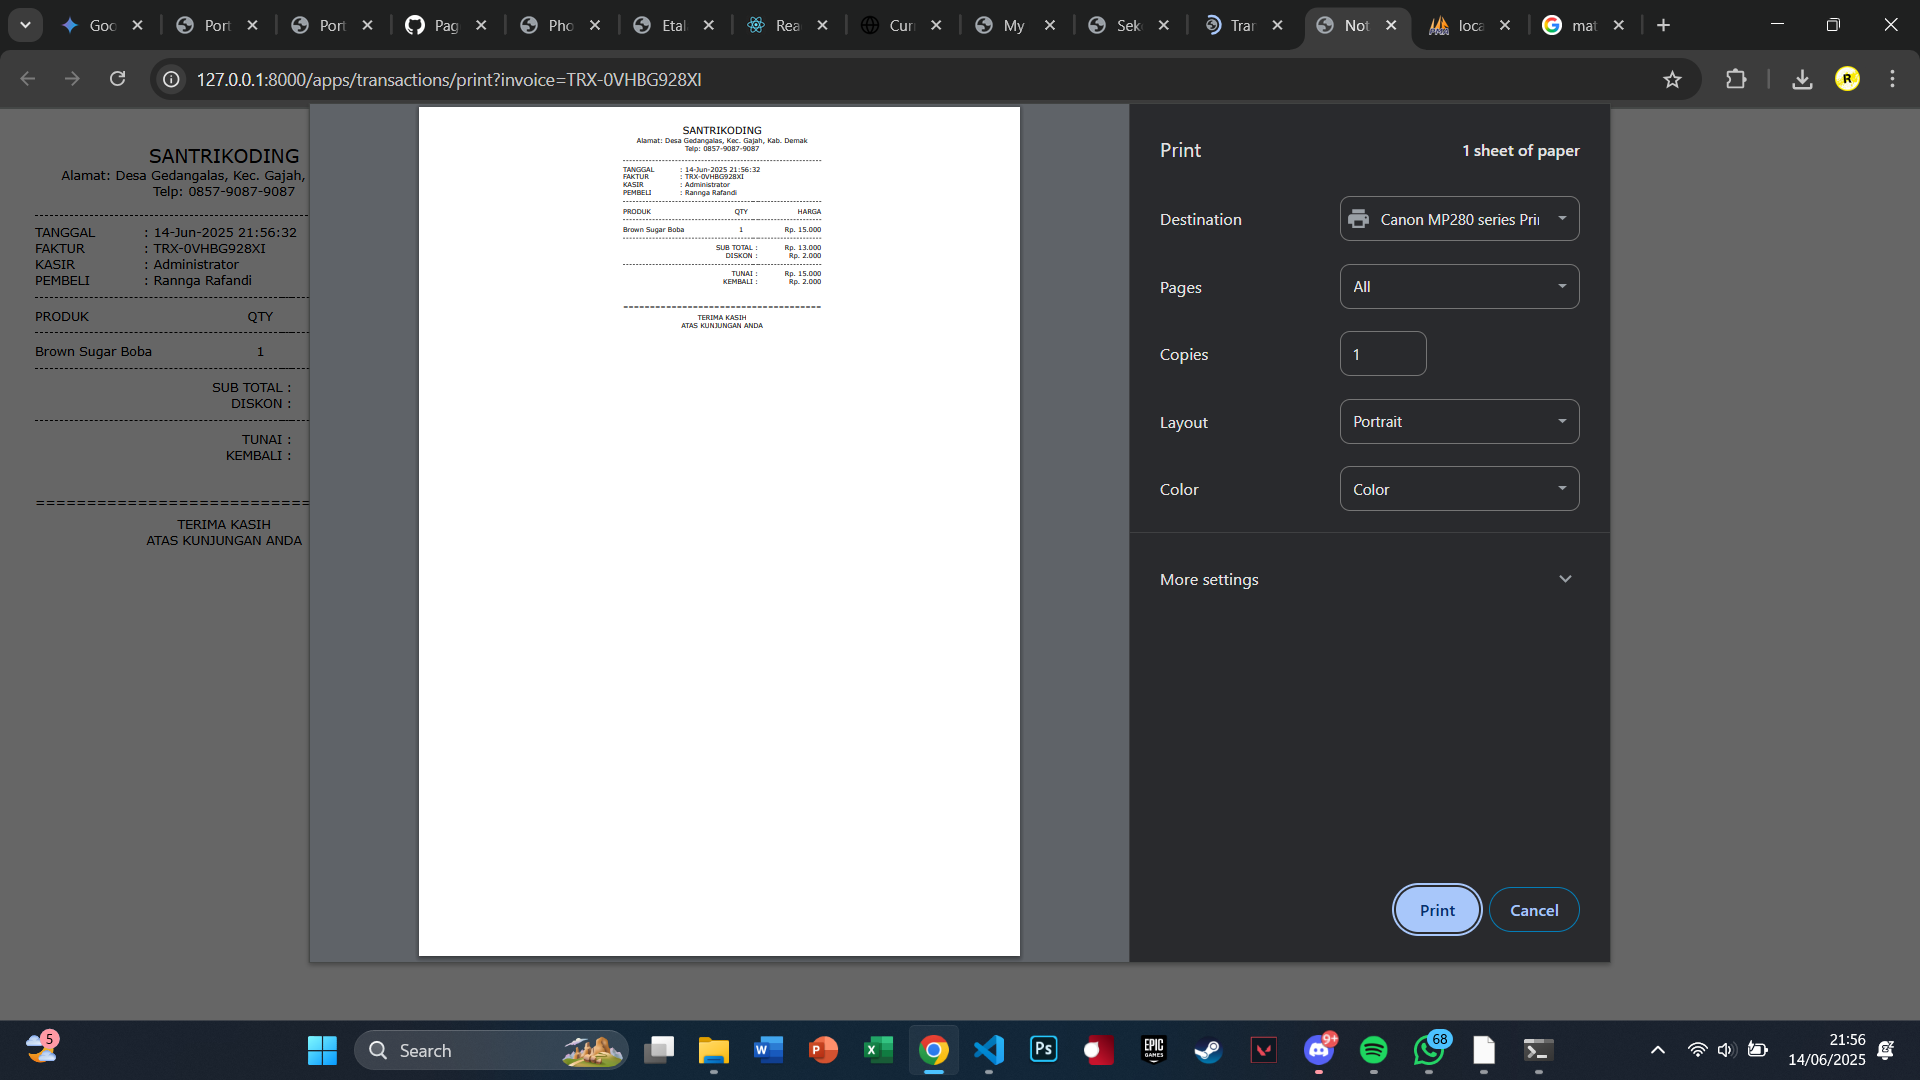 Goo
Port
Port
Pag
Pho
Etal
Rea
Cur
My
Sek
Tran
Not
loca
mat
127.0.0.1:8000/apps/transactions/print?invoice=TRX-0VHBG928XI
R
SANTRIKODING
Alamat: Desa Gedangalas, Kec. Gajah,
Telp: 0857-9087-9087
TANGGAL : 14-Jun-2025 21:56:32
FAKTUR : TRX-0VHBG928XI
KASIR : Administrator
PEMBELI : Rannga Rafandi
PRODUK QTY
Brown Sugar Boba 1
SUB TOTAL :
DISKON :
TUNAI :
KEMBALI :
==============================
TERIMA KASIH
ATAS KUNJUNGAN ANDA
SANTRIKODING
Alamat: Desa Gedangalas, Kec. Gajah, Kab. Demak
Telp: 0857-9087-9087
TANGGAL : 14-Jun-2025 21:56:32
FAKTUR : TRX-0VHBG928XI
KASIR : Administrator
PEMBELI : Rannga Rafandi
PRODUK QTY HARGA
Brown Sugar Boba 1 Rp. 15.000
SUB TOTAL : Rp. 13.000
DISKON : Rp. 2.000
TUNAI : Rp. 15.000
KEMBALI : Rp. 2.000
=====================================
TERIMA KASIH
ATAS KUNJUNGAN ANDA
Print 1 sheet of paper
Destination Canon MP280 series Pri
Pages All
Copies 1
Layout Portrait
Color Color
More settings
Print Cancel
5
Search
W
P
X
Ps
EPIC
GAMES
9+
68
21:56
14/06/2025